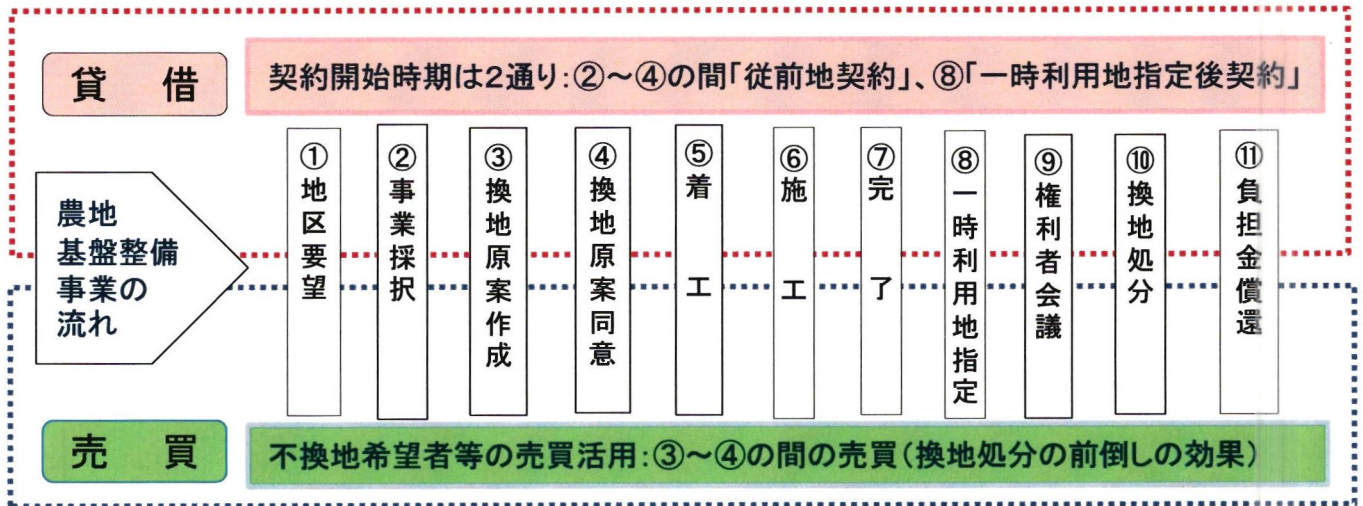 貸 借
契約開始時期は2通り:②~④の間「従前地契約」、⑧「一時利用地指定後契約」
農地
基盤整備
事業の
流れ
①地区要望
②事業採択
③換地原案作成
④換地原案同意
⑤着工
⑥施工
⑦完了
⑧一時利用地指定
⑨権利者会議
⑩換地処分
⑪負担金償還
売 買
不換地希望者等の売買活用:③~④の間の売買(換地処分の前倒しの効果)